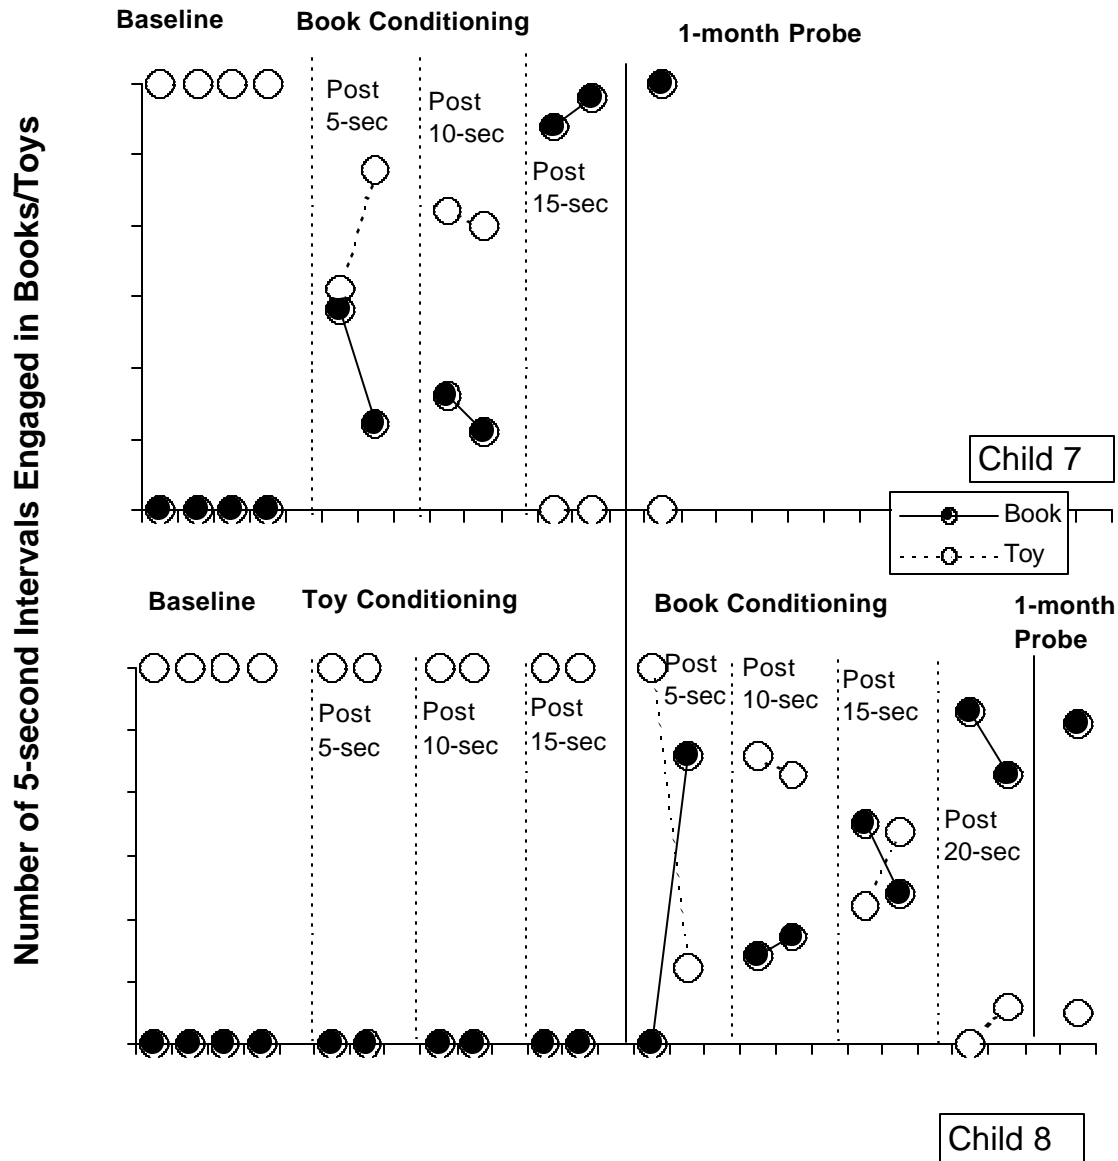 Number of 5-second Intervals Engaged in Books/Toys
Baseline
Book Conditioning
1-month Probe
Post
5-sec
Post
10-sec
Post
15-sec
Child 7
Book
Toy
Baseline
Toy Conditioning
Book Conditioning
1-month
Probe
Post
5-sec
Post
10-sec
Post
15-sec
Post
5-sec
Post
10-sec
Post
15-sec
Post
20-sec
Child 8